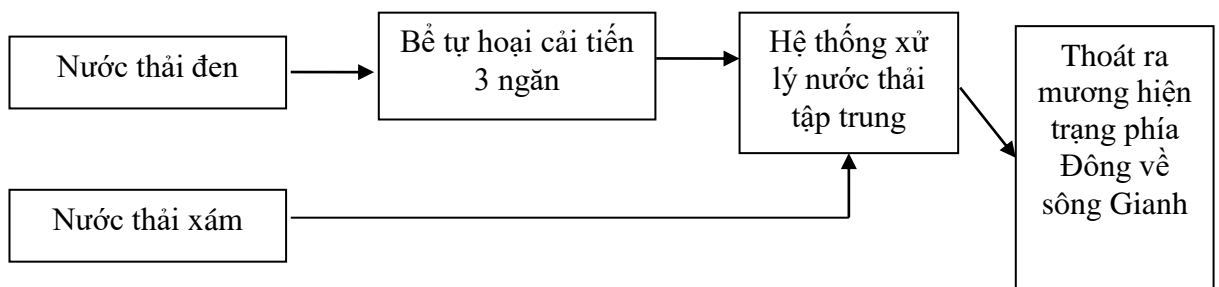 Nước thải đen
Bể tự hoại cải tiến
3 ngăn
Hệ thống xử
lý nước thải
tập trung
Thoát ra
mương hiện
trạng phía
Đông về
sông Gianh
Nước thải xám